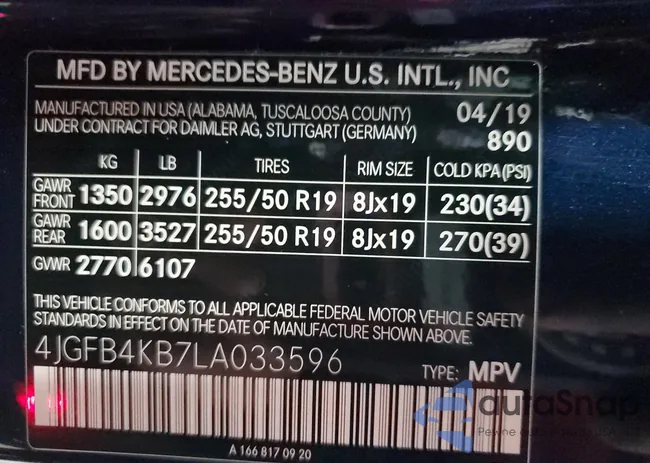 MFD BY MERCEDES-BENZ U.S. INTL., INC
MANUFACTURED IN USA (ALABAMA, TUSCALOOSA COUNTY) 04/19
UNDER CONTRACT FOR DAIMLER AG, STUTTGART (GERMANY) 890
KG LB TIRES RIM SIZE COLD KPA (PSI)
GAWR FRONT 1350 2976 255/50 R19 8Jx19 230(34)
GAWR REAR 1600 3527 255/50 R19 8Jx19 270(39)
GVWR 2770 6107
THIS VEHICLE CONFORMS TO ALL APPLICABLE FEDERAL MOTOR VEHICLE SAFETY
STANDARDS IN EFFECT ON THE DATE OF MANUFACTURE SHOWN ABOVE.
4JGFB4KB7LA033596 TYPE: MPV
autoSnap
Pewne auto
A 166 817 09 20